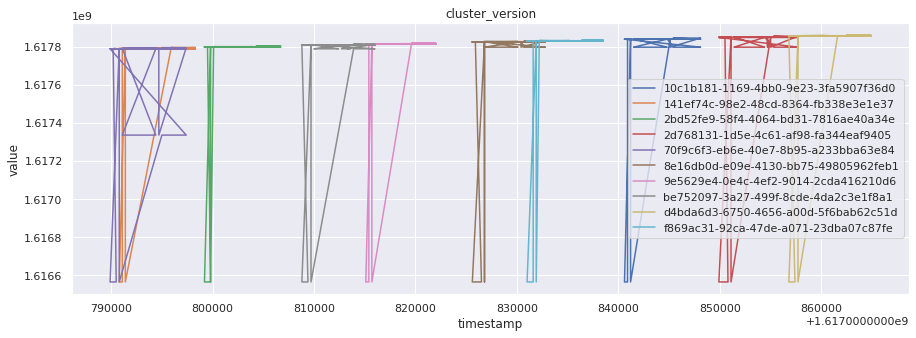 cluster_version
1e9
1.6178
1.6176
1.6174
1.6172
1.6170
1.6168
1.6166
value
10c1b181-1169-4bb0-9e23-3fa5907f36d0
141ef74c-98e2-48cd-8364-fb338e3e1e37
2bd52fe9-58f4-4064-bd31-7816ae40a34e
2d768131-1d5e-4c61-af98-fa344eaf9405
70f9c6f3-eb6e-40e7-8b95-a233bba63e84
8e16db0d-e09e-4130-bb75-49805962feb1
9e5629e4-0e4c-4ef2-9014-2cda416210d6
be752097-3a27-499f-8cde-4da2c3e1f8a1
d4bda6d3-6750-4656-a00d-5f6bab62c51d
f869ac31-92ca-47de-a071-23dba07c87fe
790000 800000 810000 820000 830000 840000 850000 860000
+1.6170000000e9
timestamp